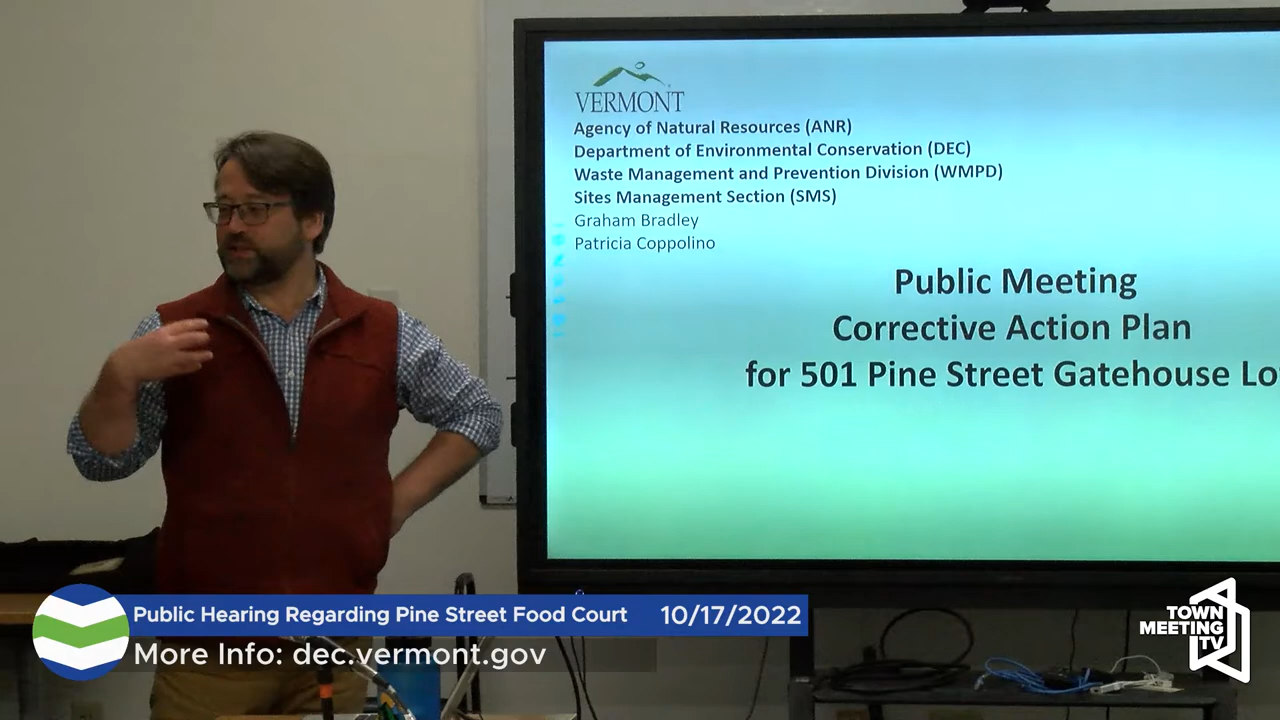 VERMONT
Agency of Natural Resources (ANR)
Department of Environmental Conservation (DEC)
Waste Management and Prevention Division (WMPD)
Sites Management Section (SMS)
Graham Bradley
Patricia Coppolino
Public Meeting
Corrective Action Plan
for 501 Pine Street Gatehouse
Public Hearing Regarding Pine Street Food Court 10/17/2022
More Info: dec.vermont.gov
TOWN
MEETING
TV